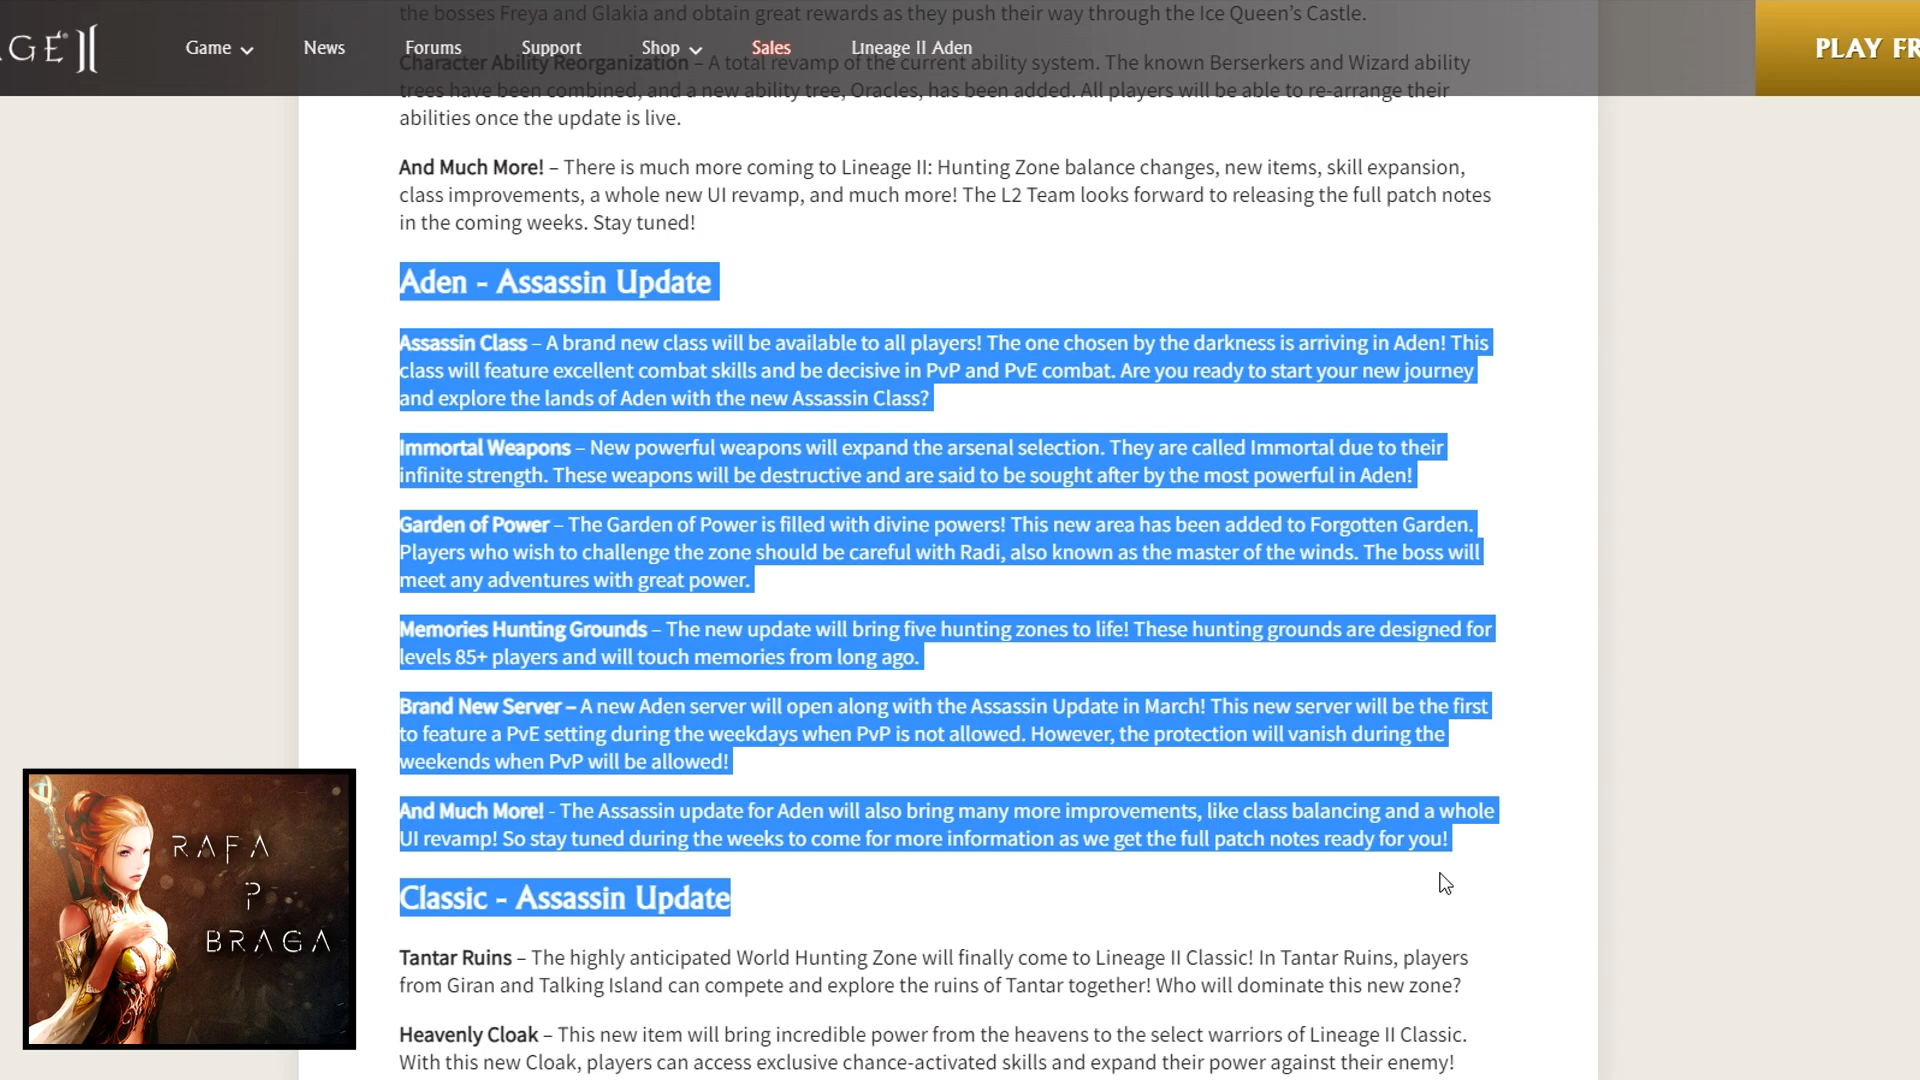 the bosses Freya and Glakia and obtain great rewards as they push their way through the Ice Queen's Castle.
AGE II
Game
News
Forums
Support
Shop
Sales
Lineage II Aden
PLAY FR
Character Ability Reorganization – A total revamp of the current ability system. The known Berserkers and Wizard ability
trees have been combined, and a new ability tree, Oracles, has been added. All players will be able to re-arrange their
abilities once the update is live.
And Much More! – There is much more coming to Lineage II: Hunting Zone balance changes, new items, skill expansion,
class improvements, a whole new UI revamp, and much more! The L2 Team looks forward to releasing the full patch notes
in the coming weeks. Stay tuned!
Aden - Assassin Update
Assassin Class – A brand new class will be available to all players! The one chosen by the darkness is arriving in Aden! This
class will feature excellent combat skills and be decisive in PvP and PvE combat. Are you ready to start your new journey
and explore the lands of Aden with the new Assassin Class?
Immortal Weapons – New powerful weapons will expand the arsenal selection. They are called Immortal due to their
infinite strength. These weapons will be destructive and are said to be sought after by the most powerful in Aden!
Garden of Power – The Garden of Power is filled with divine powers! This new area has been added to Forgotten Garden.
Players who wish to challenge the zone should be careful with Radi, also known as the master of the winds. The boss will
meet any adventures with great power.
Memories Hunting Grounds – The new update will bring five hunting zones to life! These hunting grounds are designed for
levels 85+ players and will touch memories from long ago.
Brand New Server – A new Aden server will open along with the Assassin Update in March! This new server will be the first
to feature a PvE setting during the weekdays when PvP is not allowed. However, the protection will vanish during the
weekends when PvP will be allowed!
And Much More! - The Assassin update for Aden will also bring many more improvements, like class balancing and a whole
UI revamp! So stay tuned during the weeks to come for more information as we get the full patch notes ready for you!
Classic - Assassin Update
Tantar Ruins – The highly anticipated World Hunting Zone will finally come to Lineage II Classic! In Tantar Ruins, players
from Giran and Talking Island can compete and explore the ruins of Tantar together! Who will dominate this new zone?
Heavenly Cloak – This new item will bring incredible power from the heavens to the select warriors of Lineage II Classic.
With this new Cloak, players can access exclusive chance-activated skills and expand their power against their enemy!
RAFA
P
BRAGA